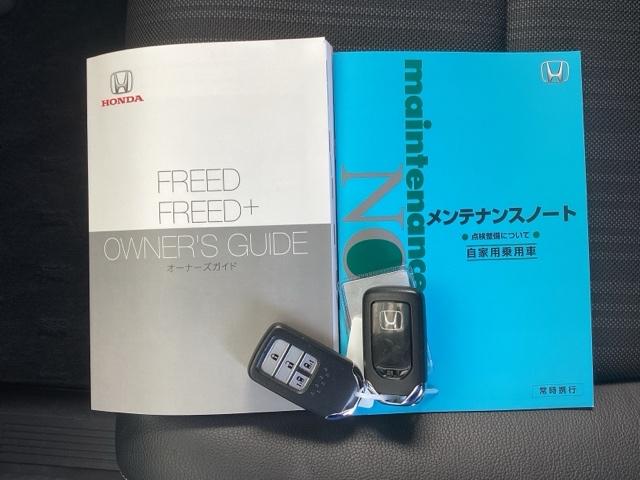 HONDA
FREED
FREED+
OWNER'S GUIDE
オーナーズガイド
maintenance
NO
メンテナンスノート
● 点検整備について ●
自家用乗用車
常時携行